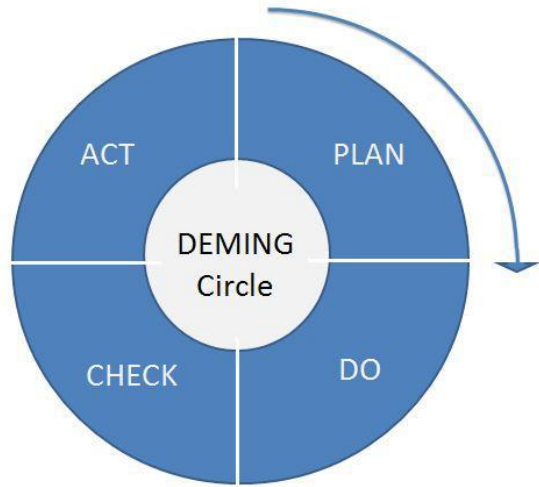 ACT
PLAN
DEMING
Circle
CHECK
DO